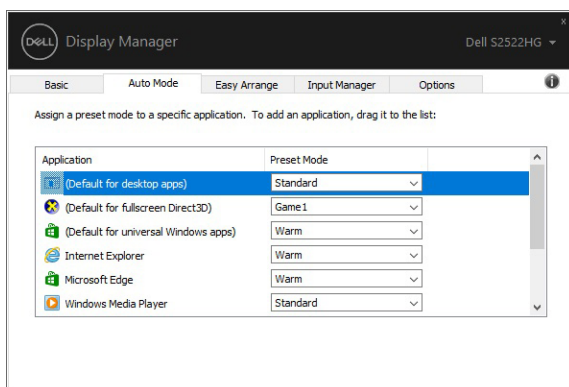 x
DELL Display Manager Dell S2522HG
Basic Auto Mode Easy Arrange Input Manager Options
Assign a preset mode to a specific application. To add an application, drag it to the list:
Application Preset Mode
(Default for desktop apps) Standard
(Default for fullscreen Direct3D) Game1
(Default for universal Windows apps) Warm
Internet Explorer Warm
Microsoft Edge Warm
Windows Media Player Standard